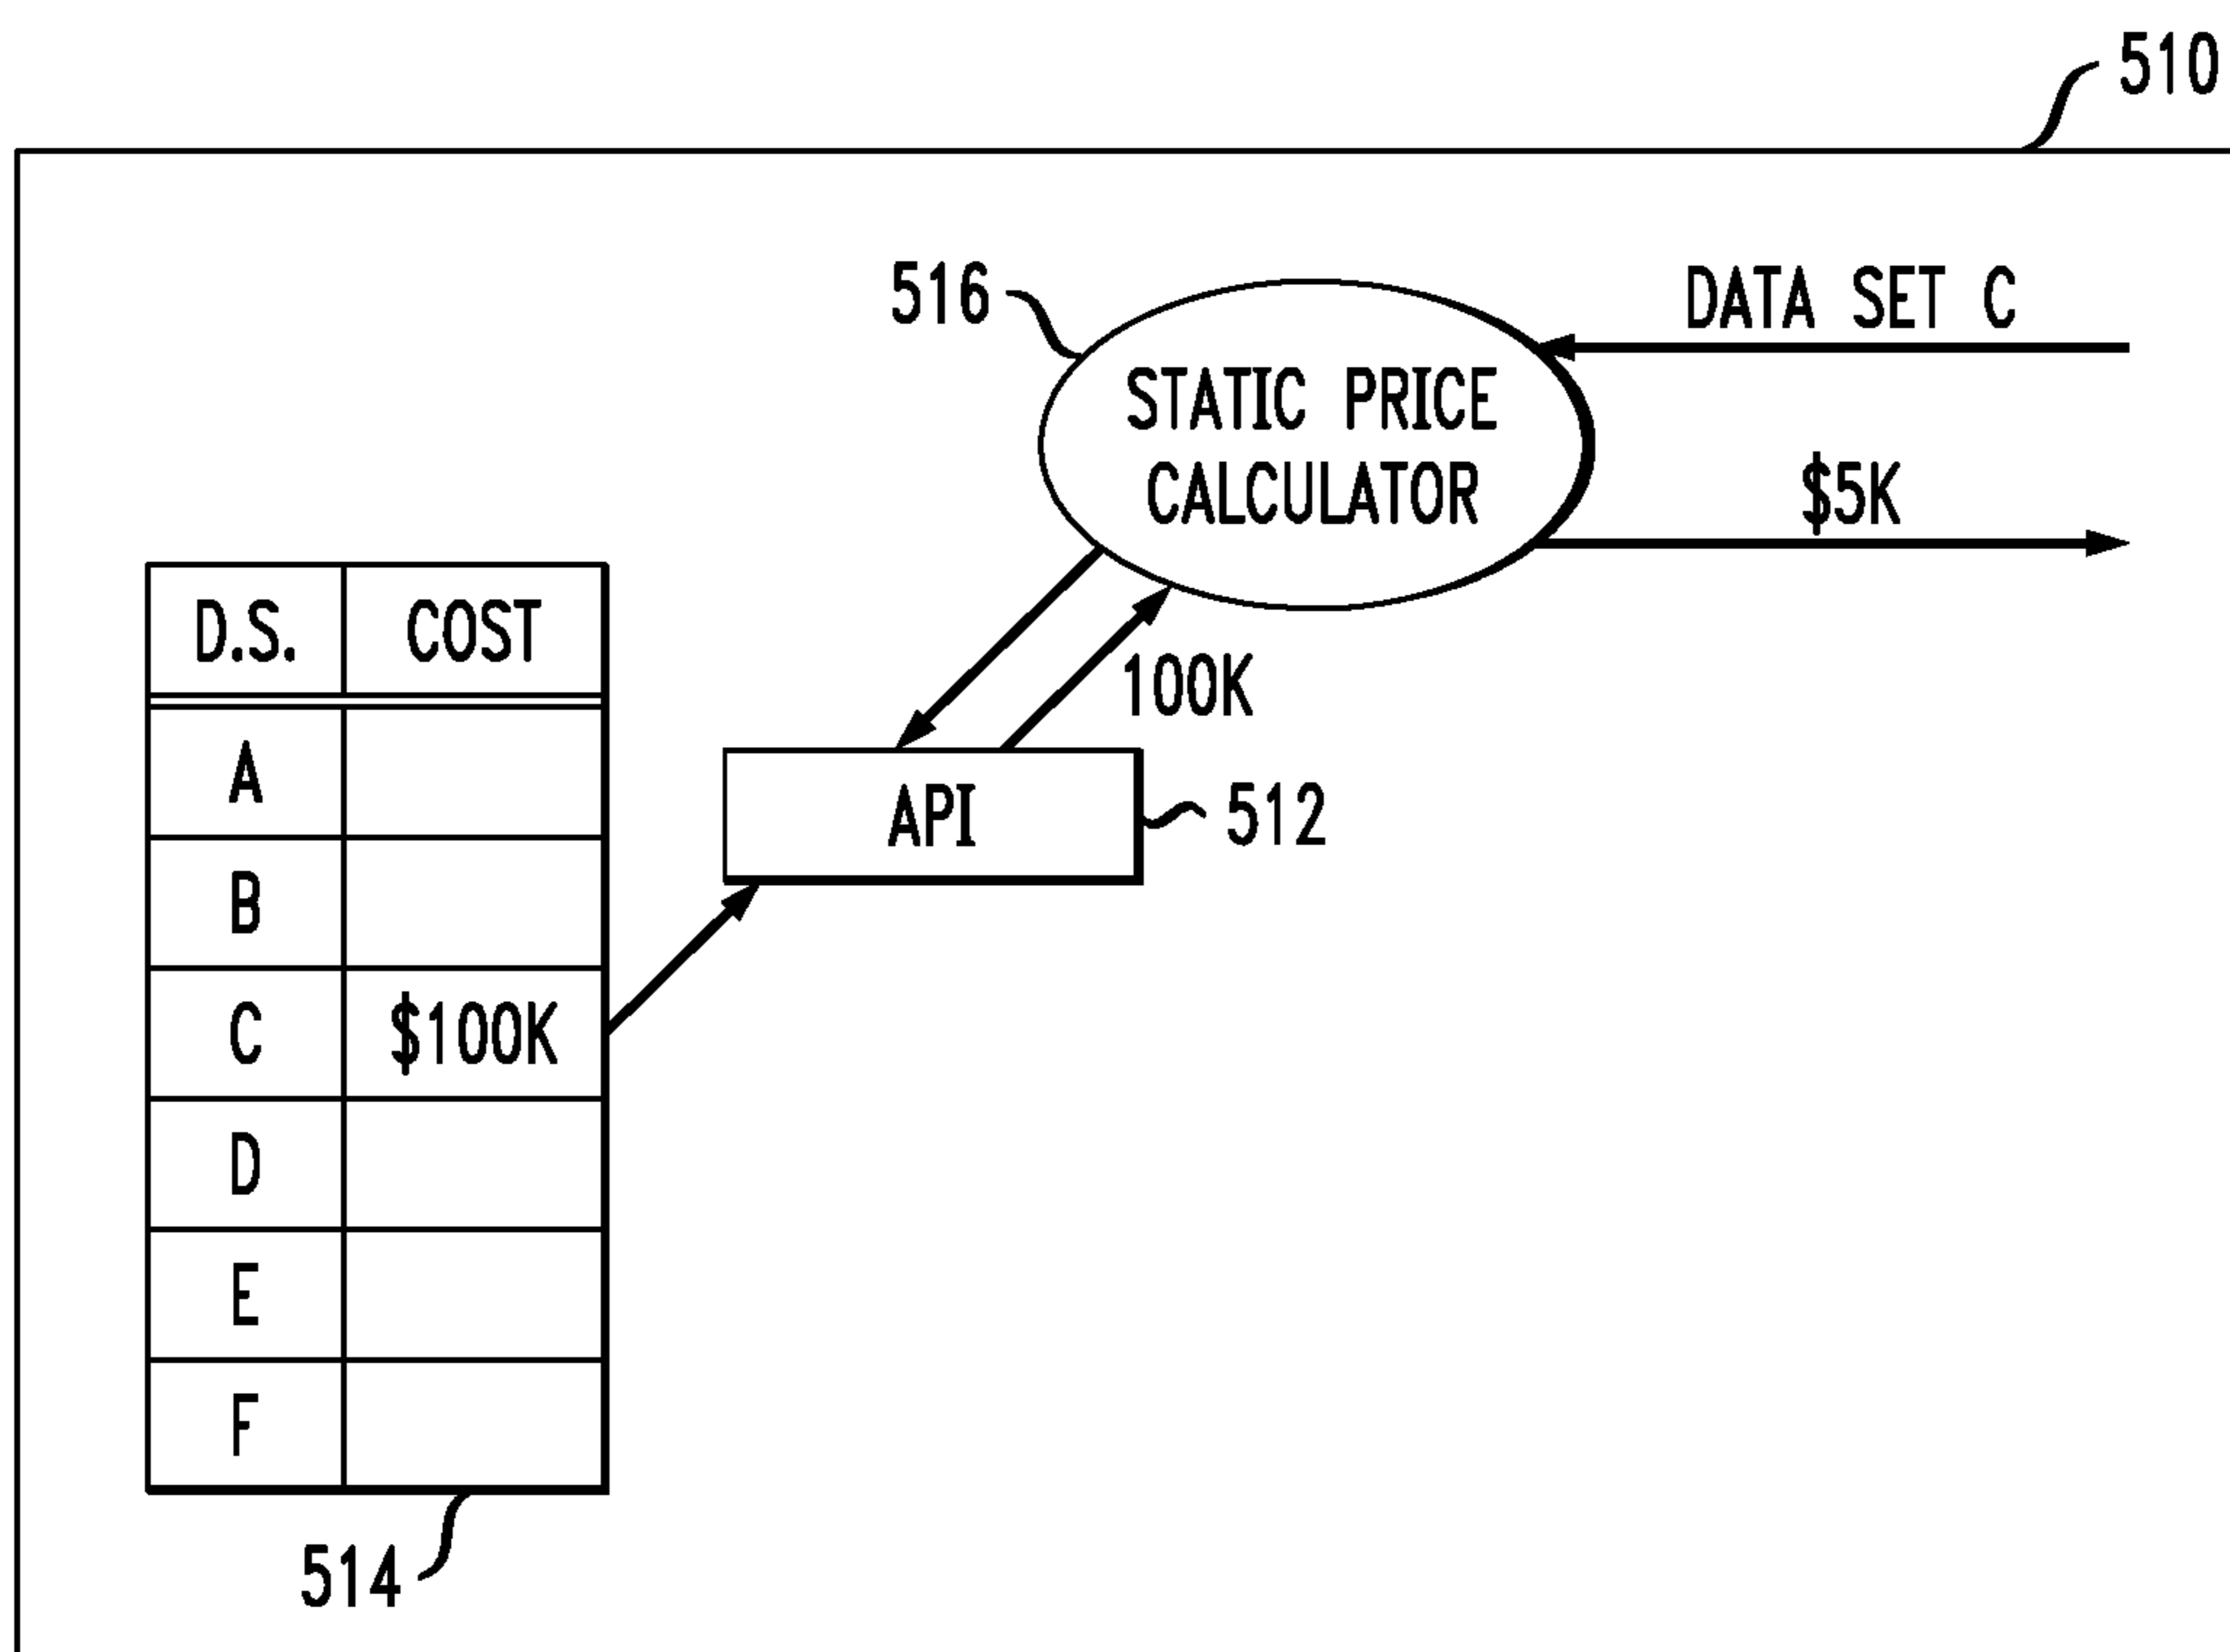 510
516
DATA SET C
STATIC PRICE
CALCULATOR
$5K
D.S. COST
100K
A
API
512
B
C $100K
D
E
F
514